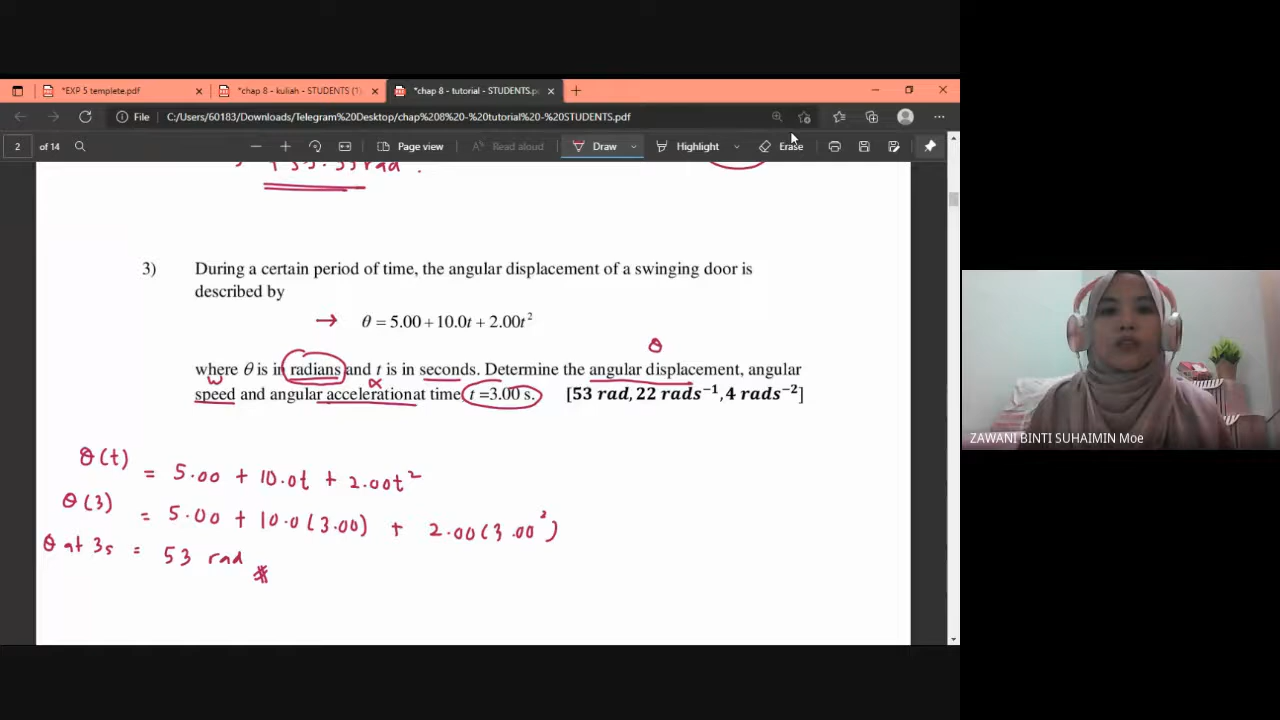 *EXP 5 templete.pdf
*chap 8 - kuliah - STUDENTS (1)
*chap 8 - tutorial - STUDENTS.p
File C:/Users/60183/Downloads/Telegram%20Desktop/chap%208%20-%20tutorial%20-%20STUDENTS.pdf
2 of 14 Page view Read aloud Draw Highlight Erase
rad.
3) During a certain period of time, the angular displacement of a swinging door is
described by
→ θ = 5.00 + 10.0t + 2.00t²
θ
where θ is in radians and t is in seconds. Determine the angular displacement, angular
ω α
speed and angular acceleration at time t =3.00 s. [53 rad, 22 rads⁻¹, 4 rads⁻²]
θ(t) = 5.00 + 10.0t + 2.00t²
θ(3) = 5.00 + 10.0(3.00) + 2.00(3.00²)
θ at 3s = 53 rad #
ZAWANI BINTI SUHAIMIN Moe